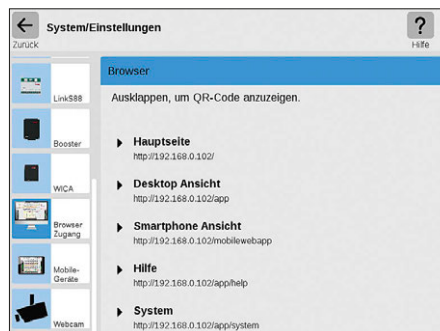 System/Einstellungen
Zurück
Hilfe
LinkS88
Booster
WICA
Browser
Zugang
Mobile-
Geräte
Webcam
Browser
Ausklappen, um QR-Code anzuzeigen.
Hauptseite
http://192.168.0.102/
Desktop Ansicht
http://192.168.0.102/app
Smartphone Ansicht
http://192.168.0.102/mobilewebapp
Hilfe
http://192.168.0.102/app/help
System
http://192.168.0.102/app/system